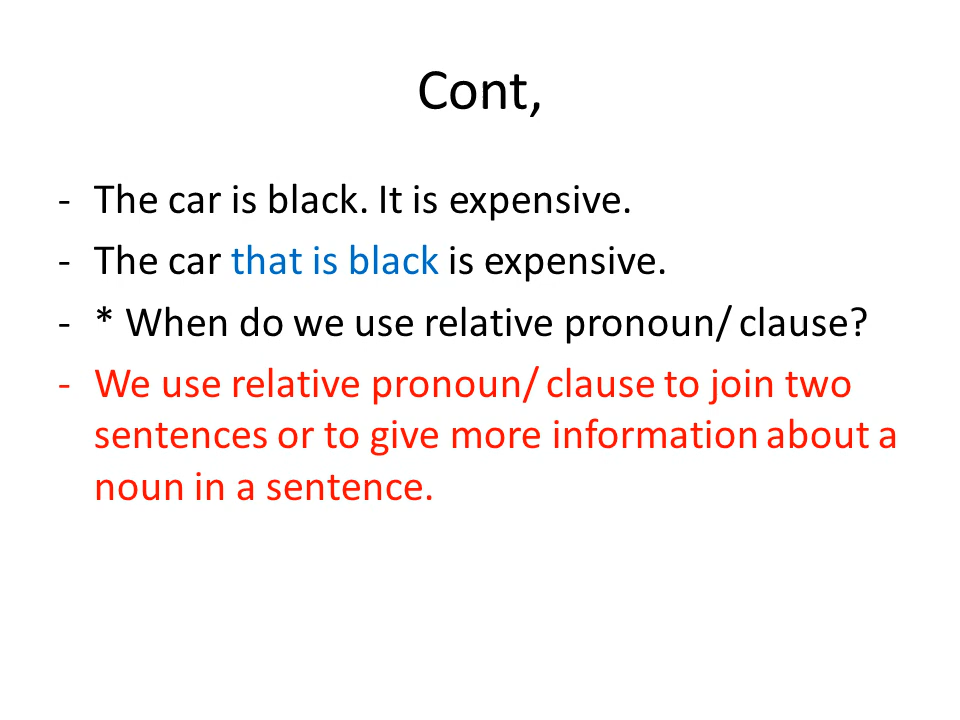 Cont,
- The car is black. It is expensive.
- The car that is black is expensive.
- * When do we use relative pronoun/ clause?
- We use relative pronoun/ clause to join two
sentences or to give more information about a
noun in a sentence.